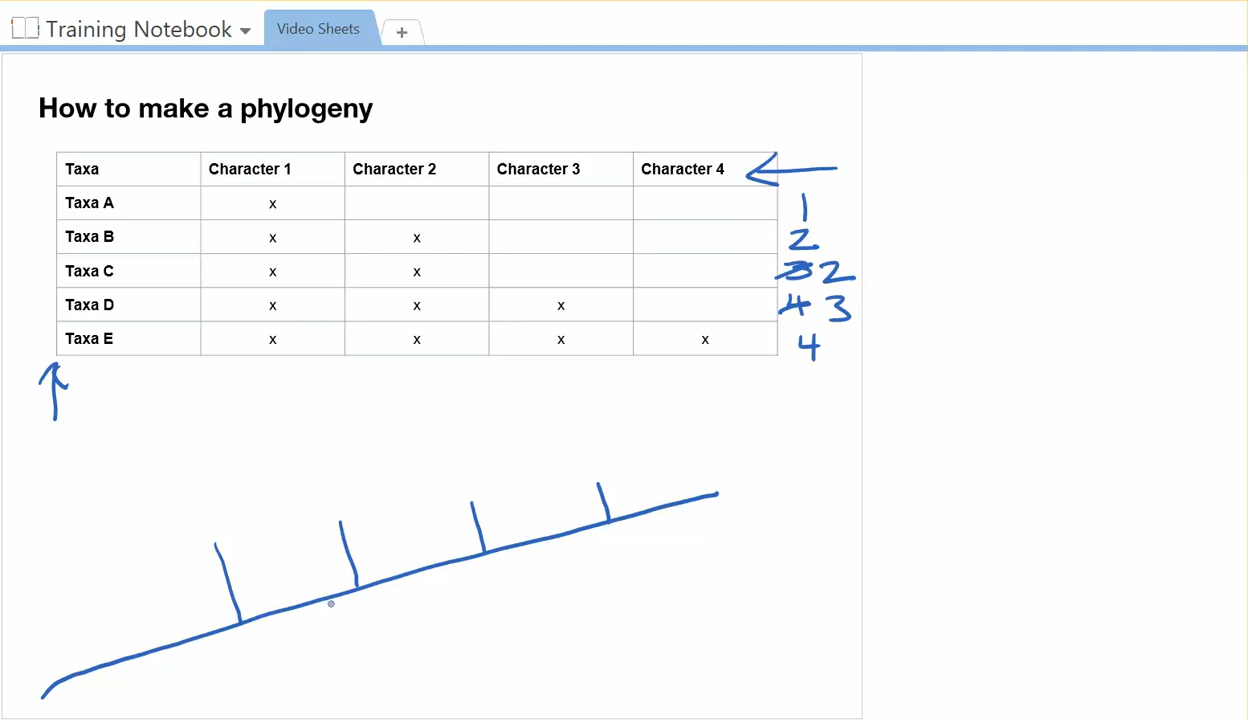 Training Notebook Video Sheets +
How to make a phylogeny
Taxa Character 1 Character 2 Character 3 Character 4
Taxa A x 1
Taxa B x x 2
Taxa C x x 3 2
Taxa D x x x 4 3
Taxa E x x x x 4